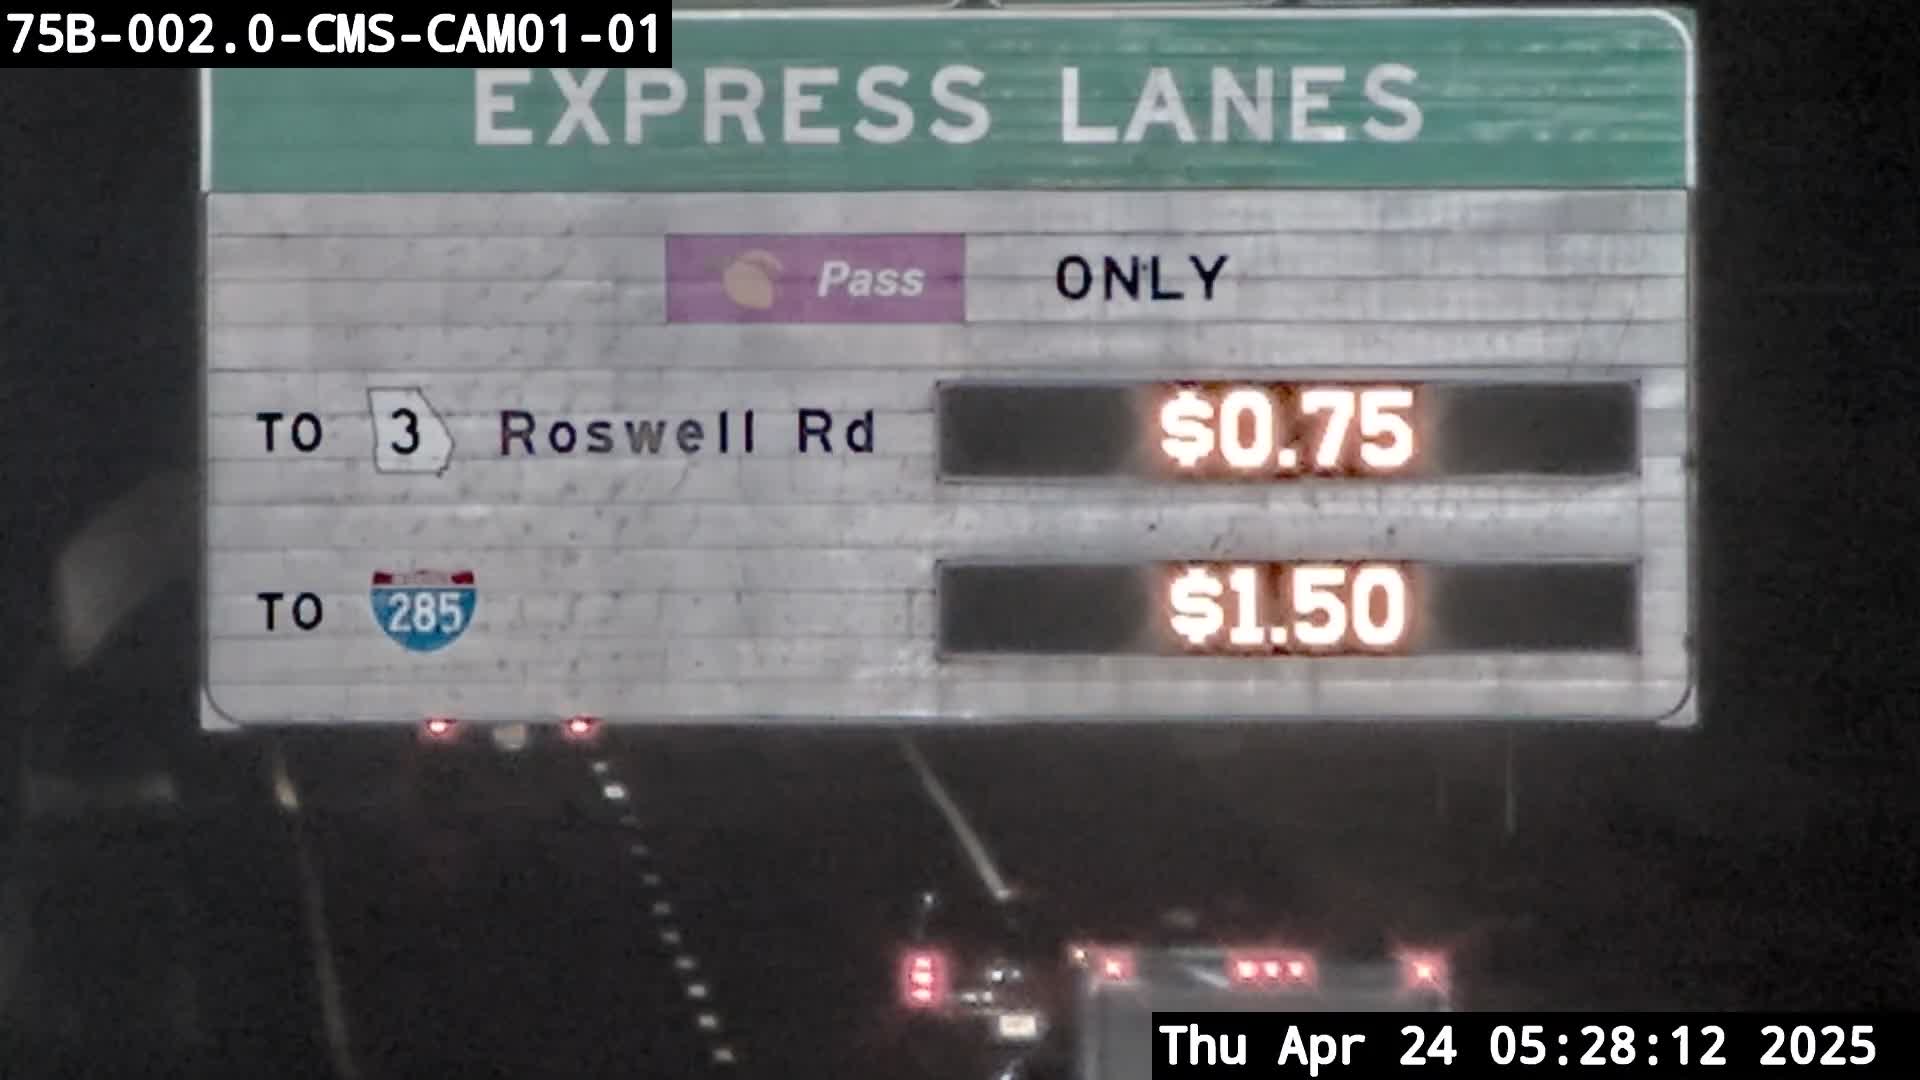 75B-002.0-CMS-CAM01-01
EXPRESS LANES
Pass ONLY
TO 3 Roswell Rd $0.75
TO 285 $1.50
Thu Apr 24 05:28:12 2025